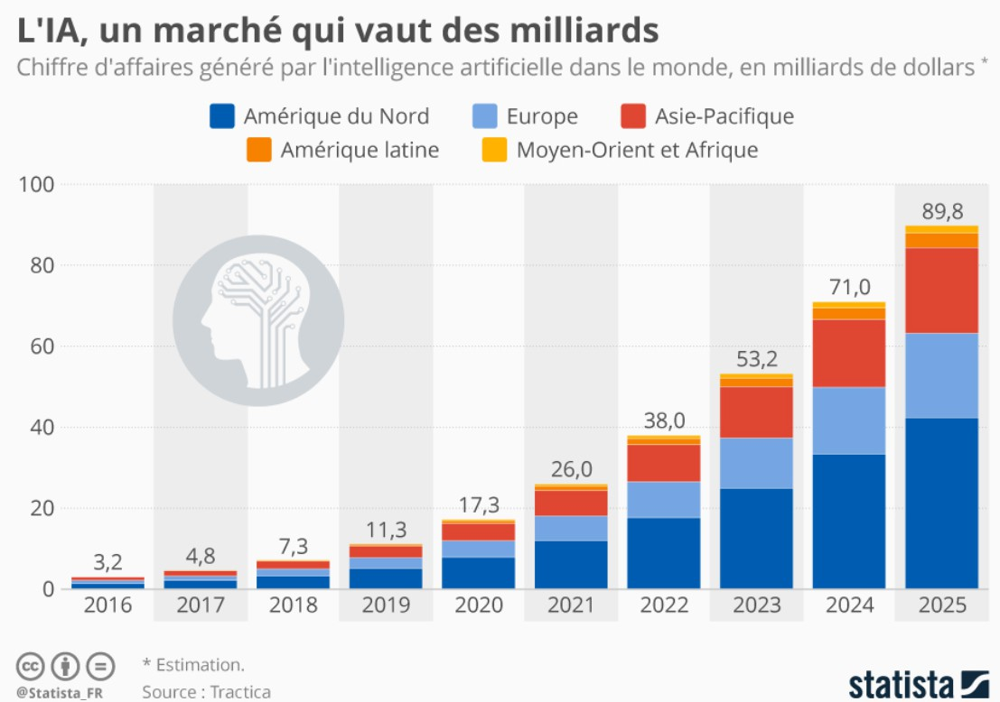 L'IA, un marché qui vaut des milliards
Chiffre d'affaires généré par l'intelligence artificielle dans le monde, en milliards de dollars *
Amérique du Nord Europe Asie-Pacifique
Amérique latine Moyen-Orient et Afrique
100
89,8
80
71,0
60
53,2
40
38,0
26,0
20
17,3
11,3
7,3
4,8
3,2
0
2016 2017 2018 2019 2020 2021 2022 2023 2024 2025
* Estimation.
@Statista_FR Source : Tractica
cc
statista